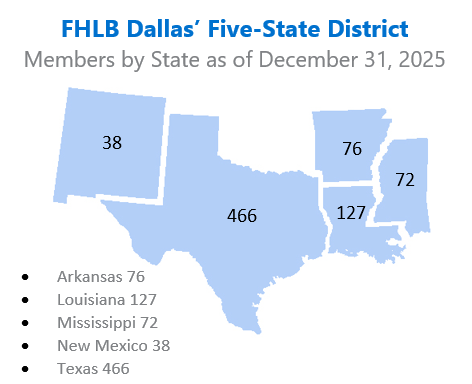 FHLB Dallas’ Five-State District
Members by State as of December 31, 2025
38
76
72
466
127
• Arkansas 76
• Louisiana 127
• Mississippi 72
• New Mexico 38
• Texas 466